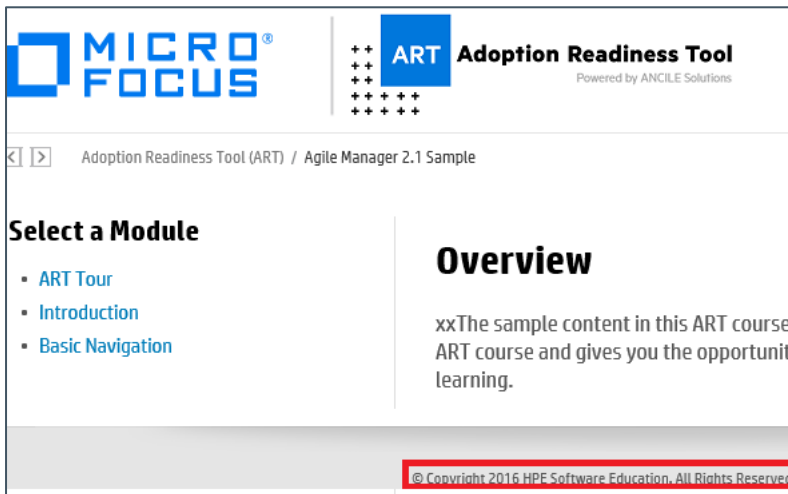 MICRO®
FOCUS
ART Adoption Readiness Tool
Powered by ANCILE Solutions
Adoption Readiness Tool (ART) / Agile Manager 2.1 Sample
Select a Module
ART Tour
Introduction
Basic Navigation
Overview
xxThe sample content in this ART course
ART course and gives you the opportunit
learning.
© Copyright 2016 HPE Software Education. All Rights Reserved